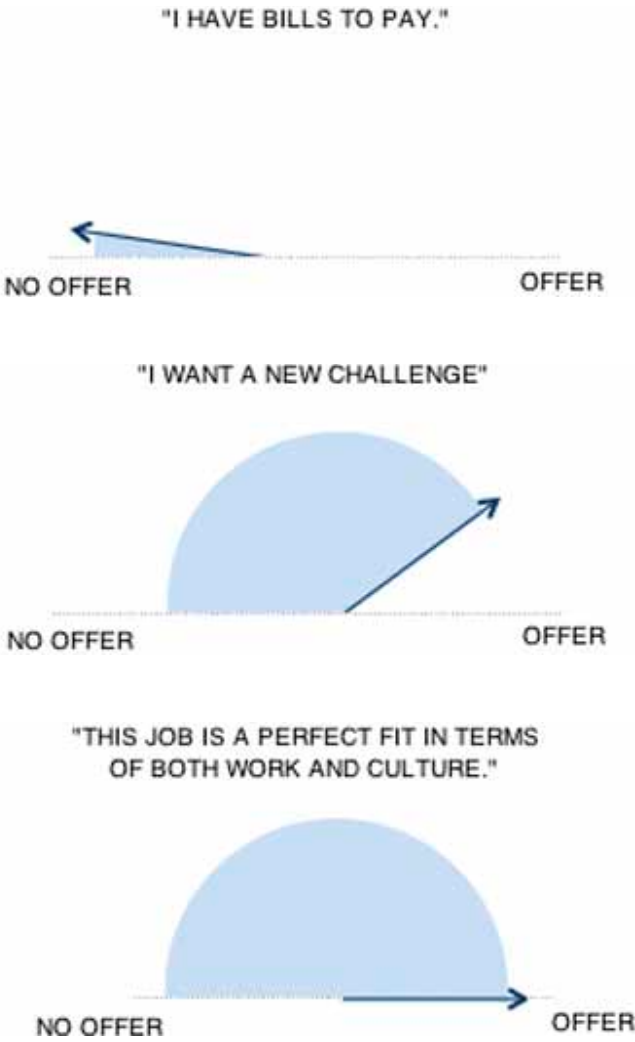 "I HAVE BILLS TO PAY."
NO OFFER
OFFER
"I WANT A NEW CHALLENGE"
NO OFFER
OFFER
"THIS JOB IS A PERFECT FIT IN TERMS
OF BOTH WORK AND CULTURE."
NO OFFER
OFFER